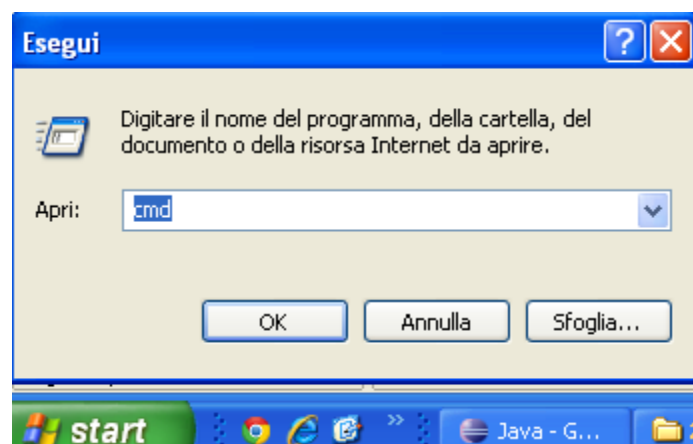 Esegui
Digitare il nome del programma, della cartella, del
documento o della risorsa Internet da aprire.
Apri:
cmd
OK
Annulla
Sfoglia...
start
Java - G...